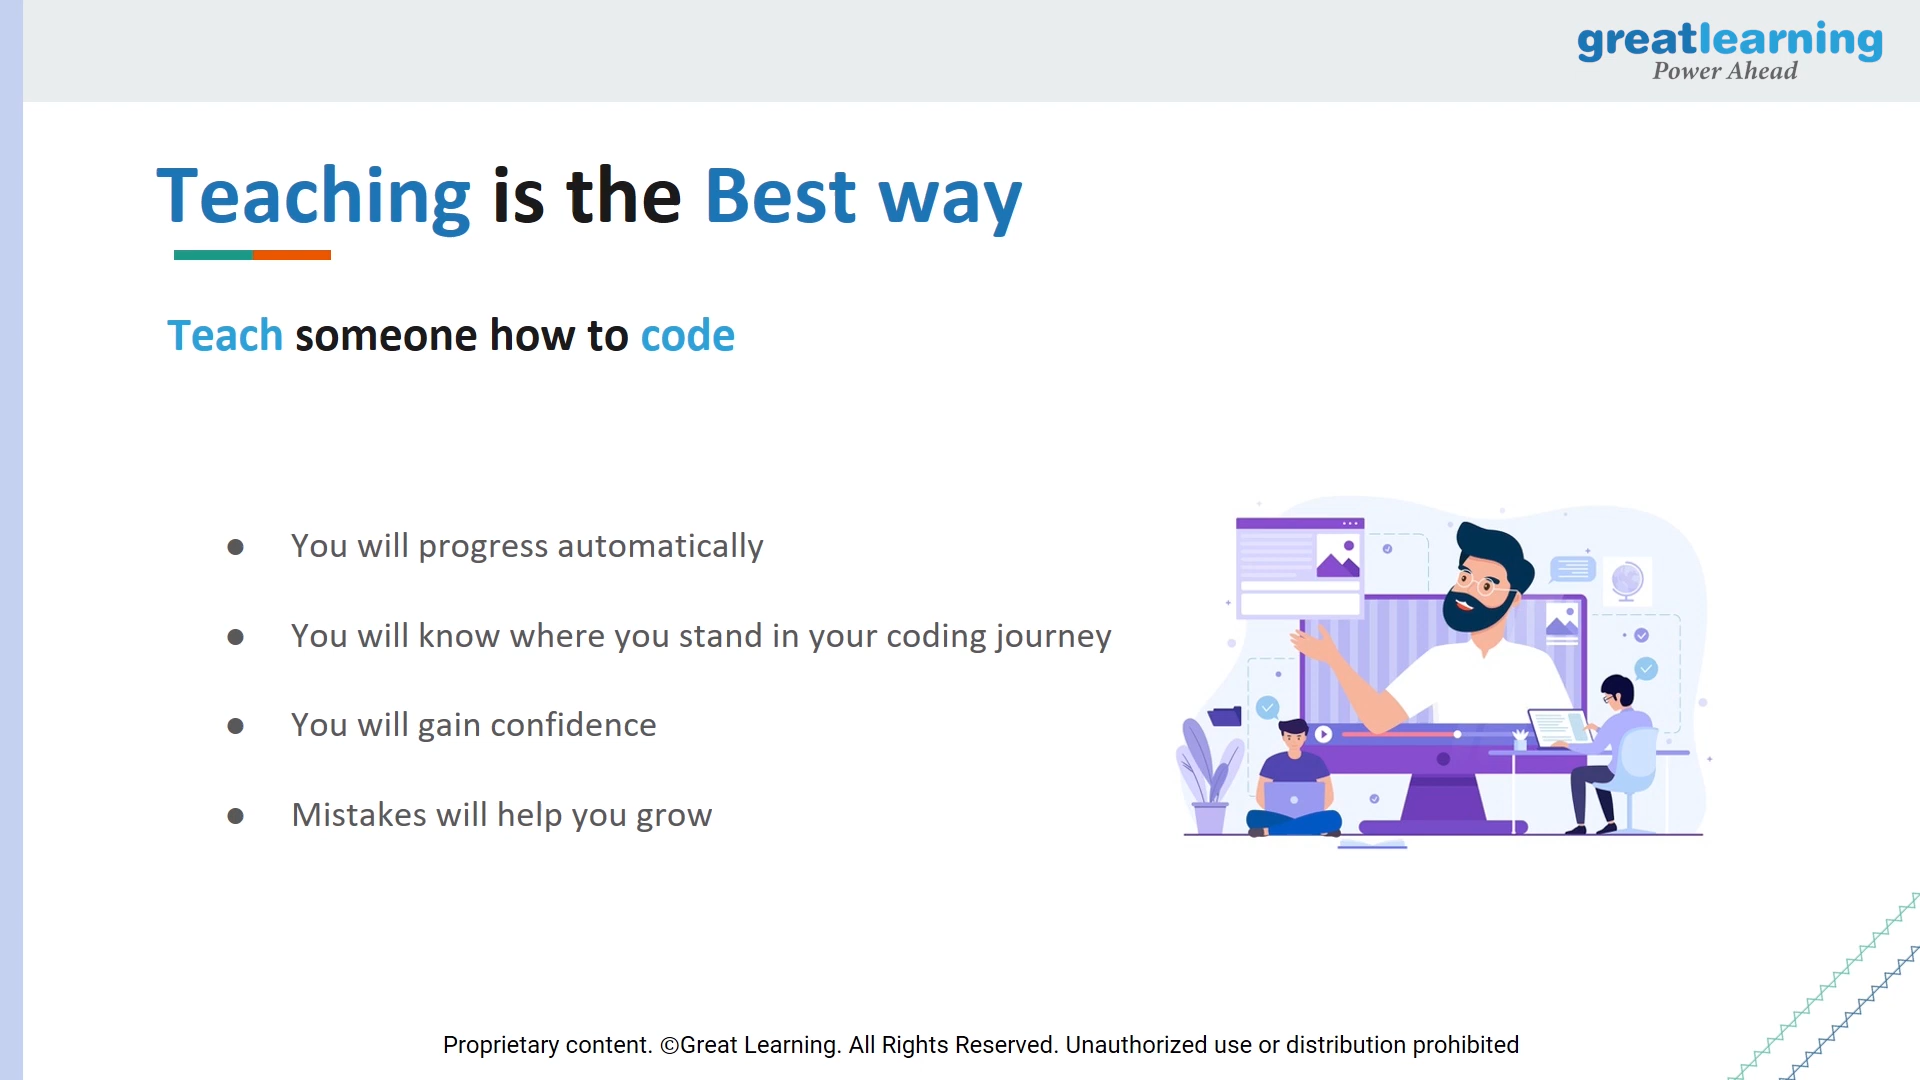 greatlearning
Power Ahead
Teaching is the Best way
Teach someone how to code
● You will progress automatically
● You will know where you stand in your coding journey
● You will gain confidence
● Mistakes will help you grow
Proprietary content. ©Great Learning. All Rights Reserved. Unauthorized use or distribution prohibited